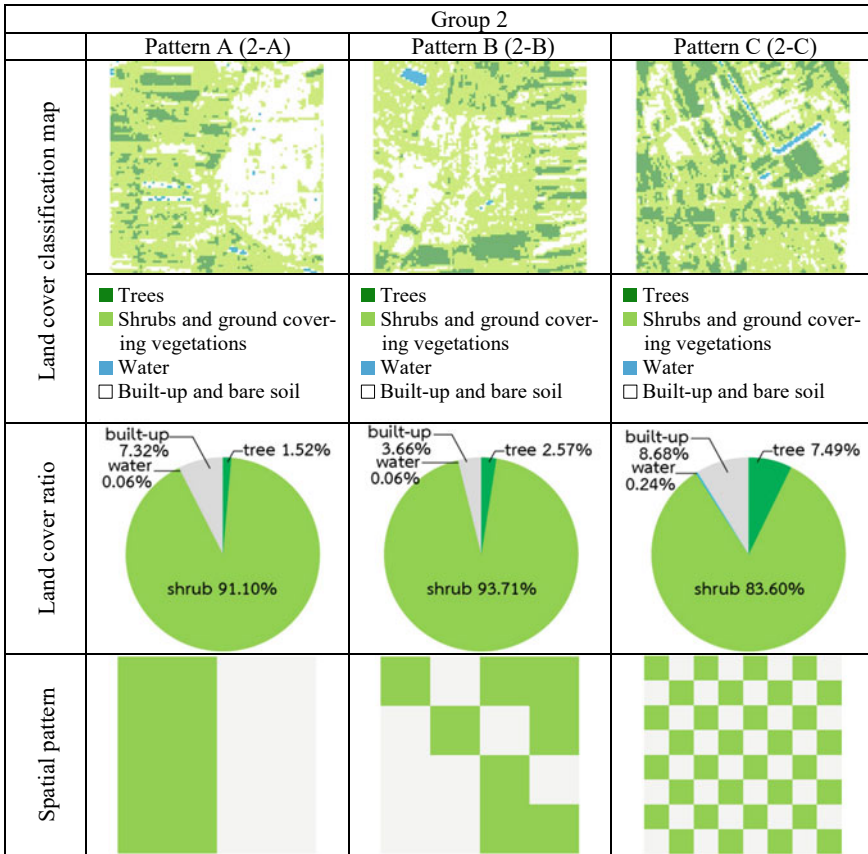 Group 2
Pattern A (2-A)
Pattern B (2-B)
Pattern C (2-C)
Land cover classification map
Trees
Shrubs and ground cover-
ing vegetations
Water
Built-up and bare soil
Trees
Shrubs and ground cover-
ing vegetations
Water
Built-up and bare soil
Trees
Shrubs and ground cover-
ing vegetations
Water
Built-up and bare soil
Land cover ratio
built-up
7.32%
water
0.06%
tree 1.52%
shrub 91.10%
built-up
3.66%
water
0.06%
tree 2.57%
shrub 93.71%
built-up
8.68%
water
0.24%
tree 7.49%
shrub 83.60%
Spatial pattern